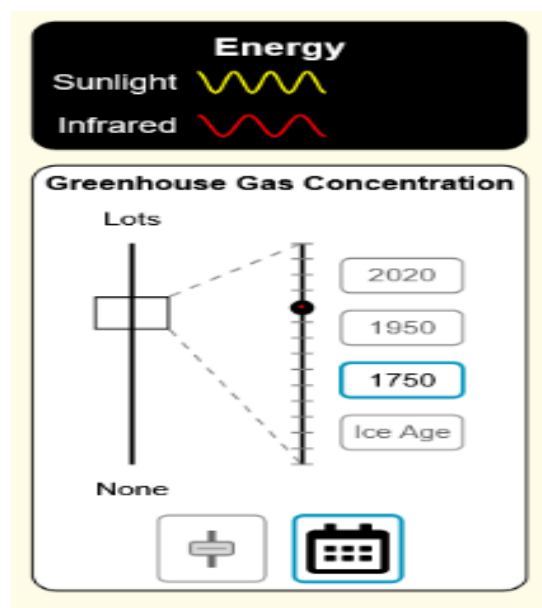 Energy
Sunlight
Infrared
Greenhouse Gas Concentration
Lots
2020
1950
1750
Ice Age
None